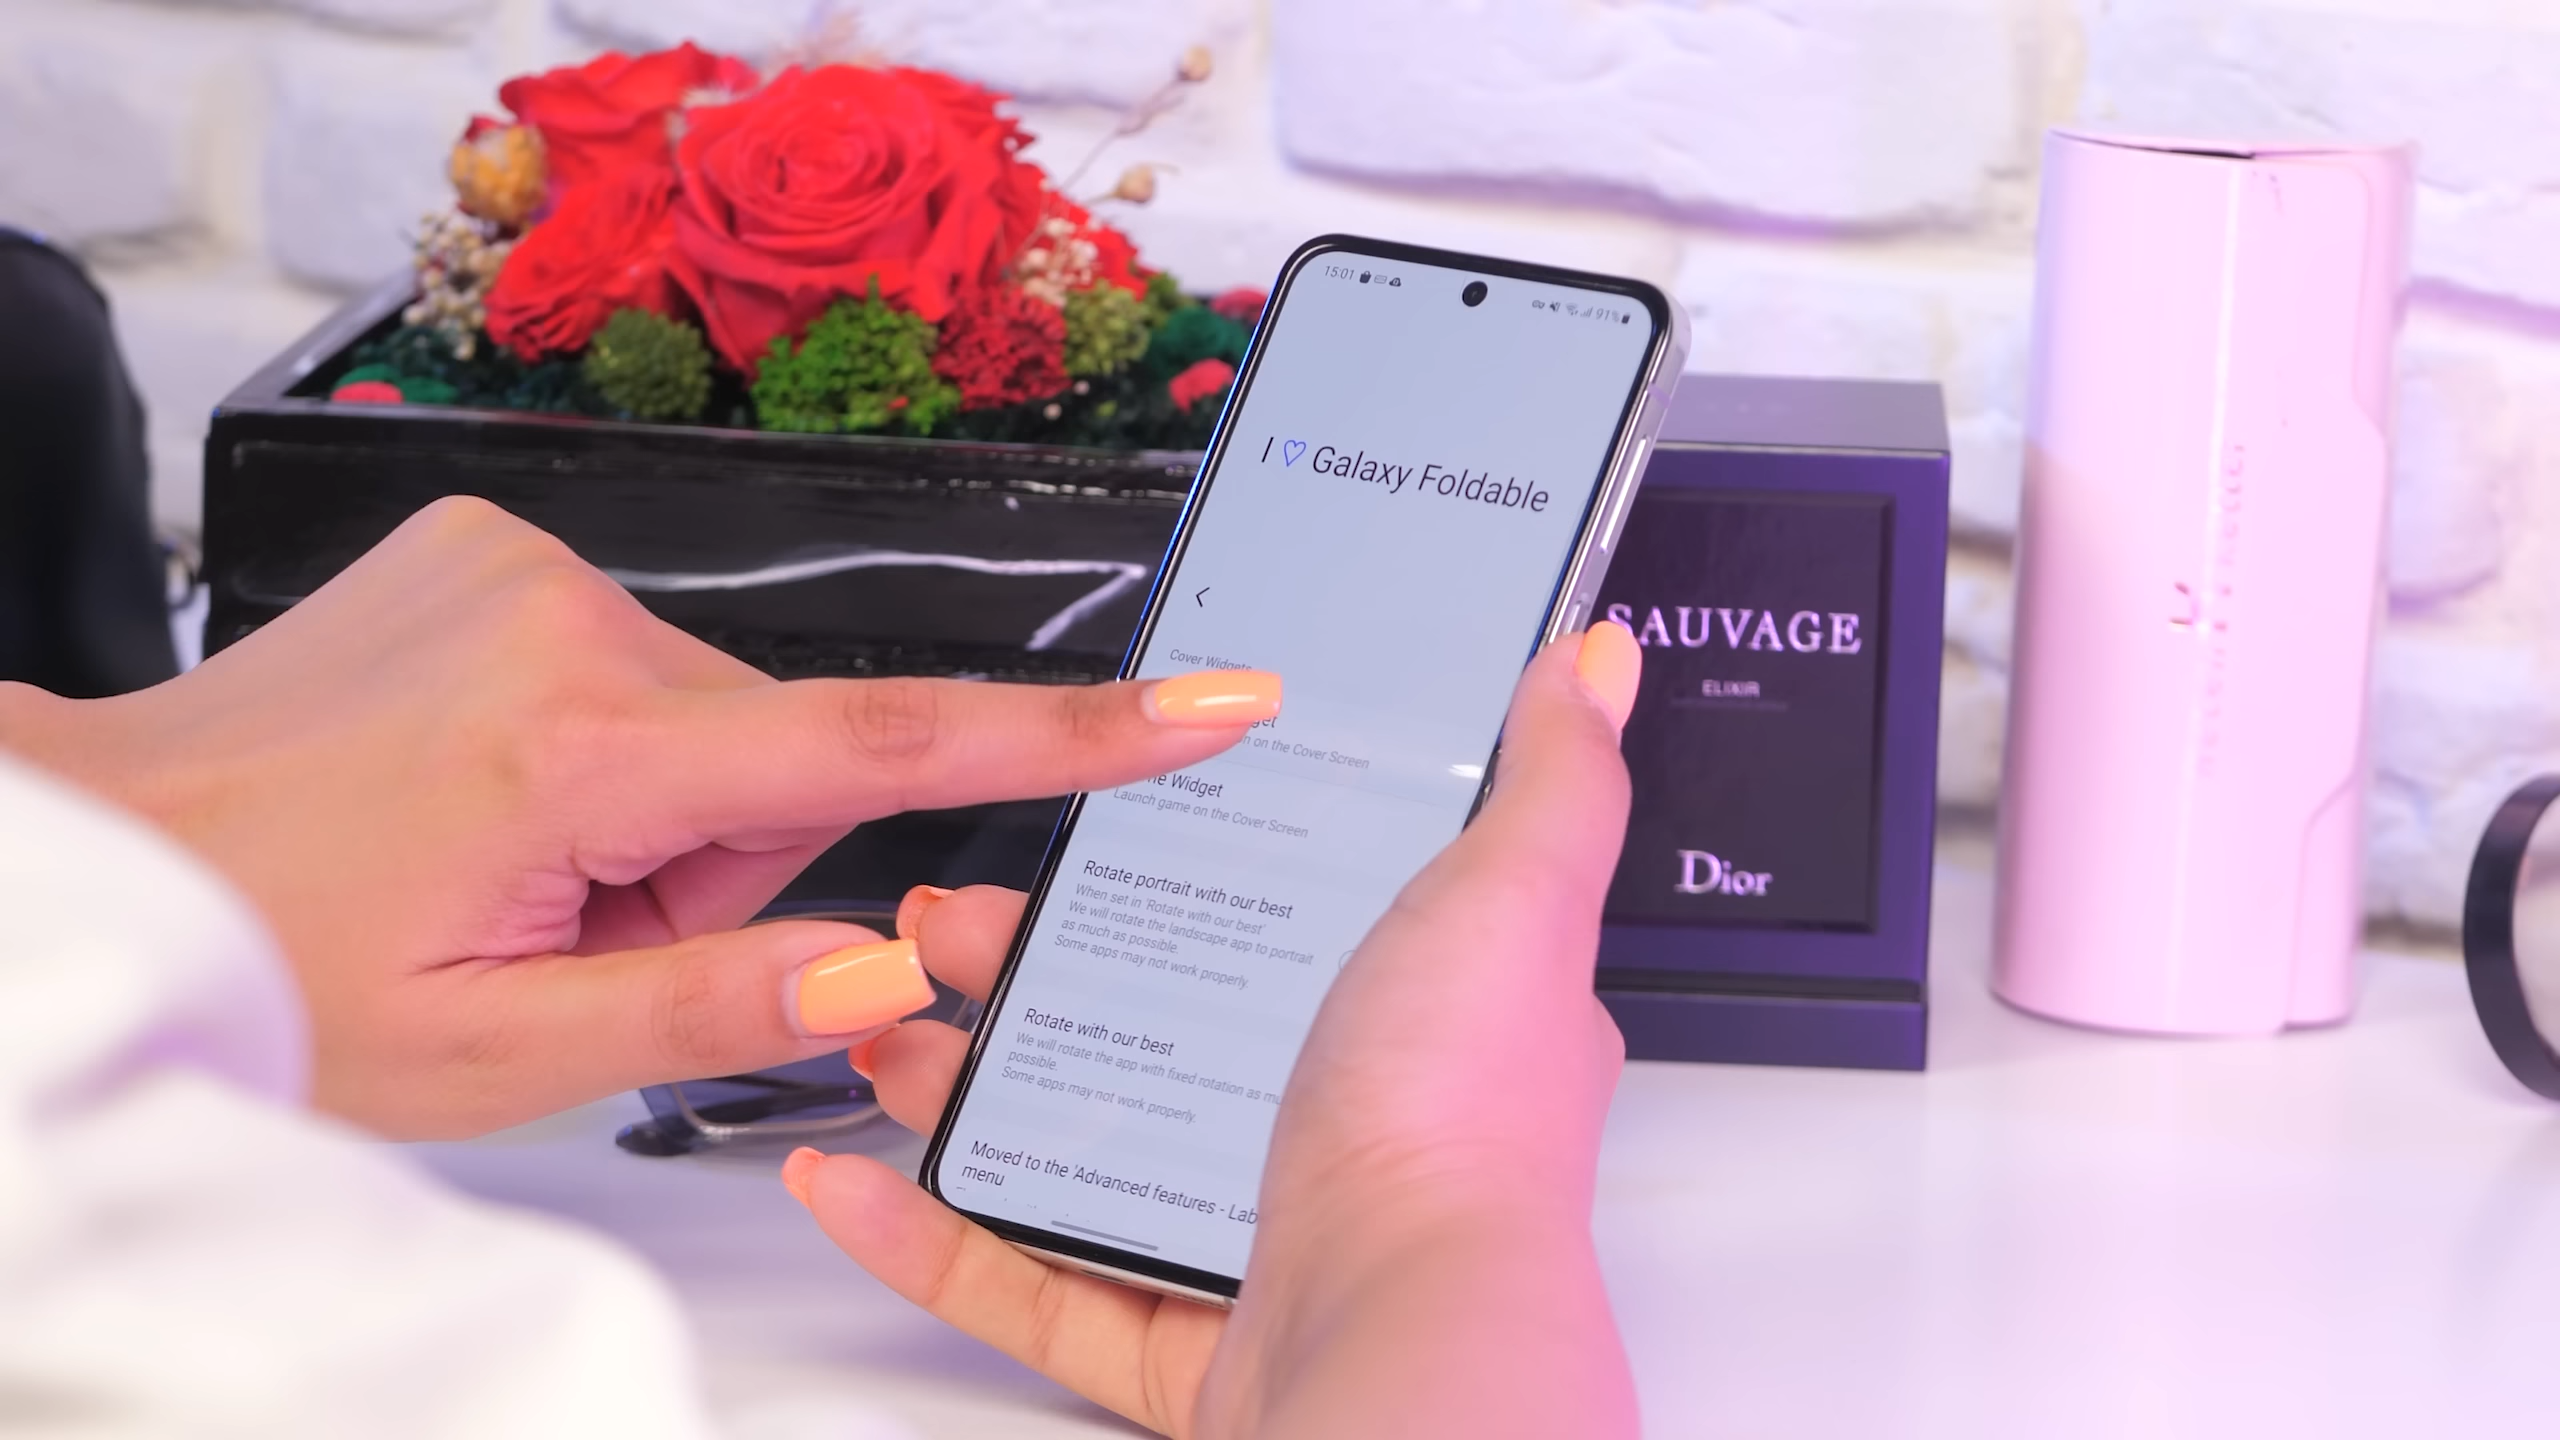 15:01
91%
I ♡ Galaxy Foldable
<
Cover Widgets
on the Cover Screen
Widget
Launch game on the Cover Screen
Rotate portrait with our best
When set in 'Rotate with our best'
We will rotate the landscape app to portrait
as much as possible.
Some apps may not work properly.
Rotate with our best
We will rotate the app with fixed rotation as
possible.
Some apps may not work properly.
Moved to the 'Advanced features - Lab
menu
SAUVAGE
ELIXIR
Dior